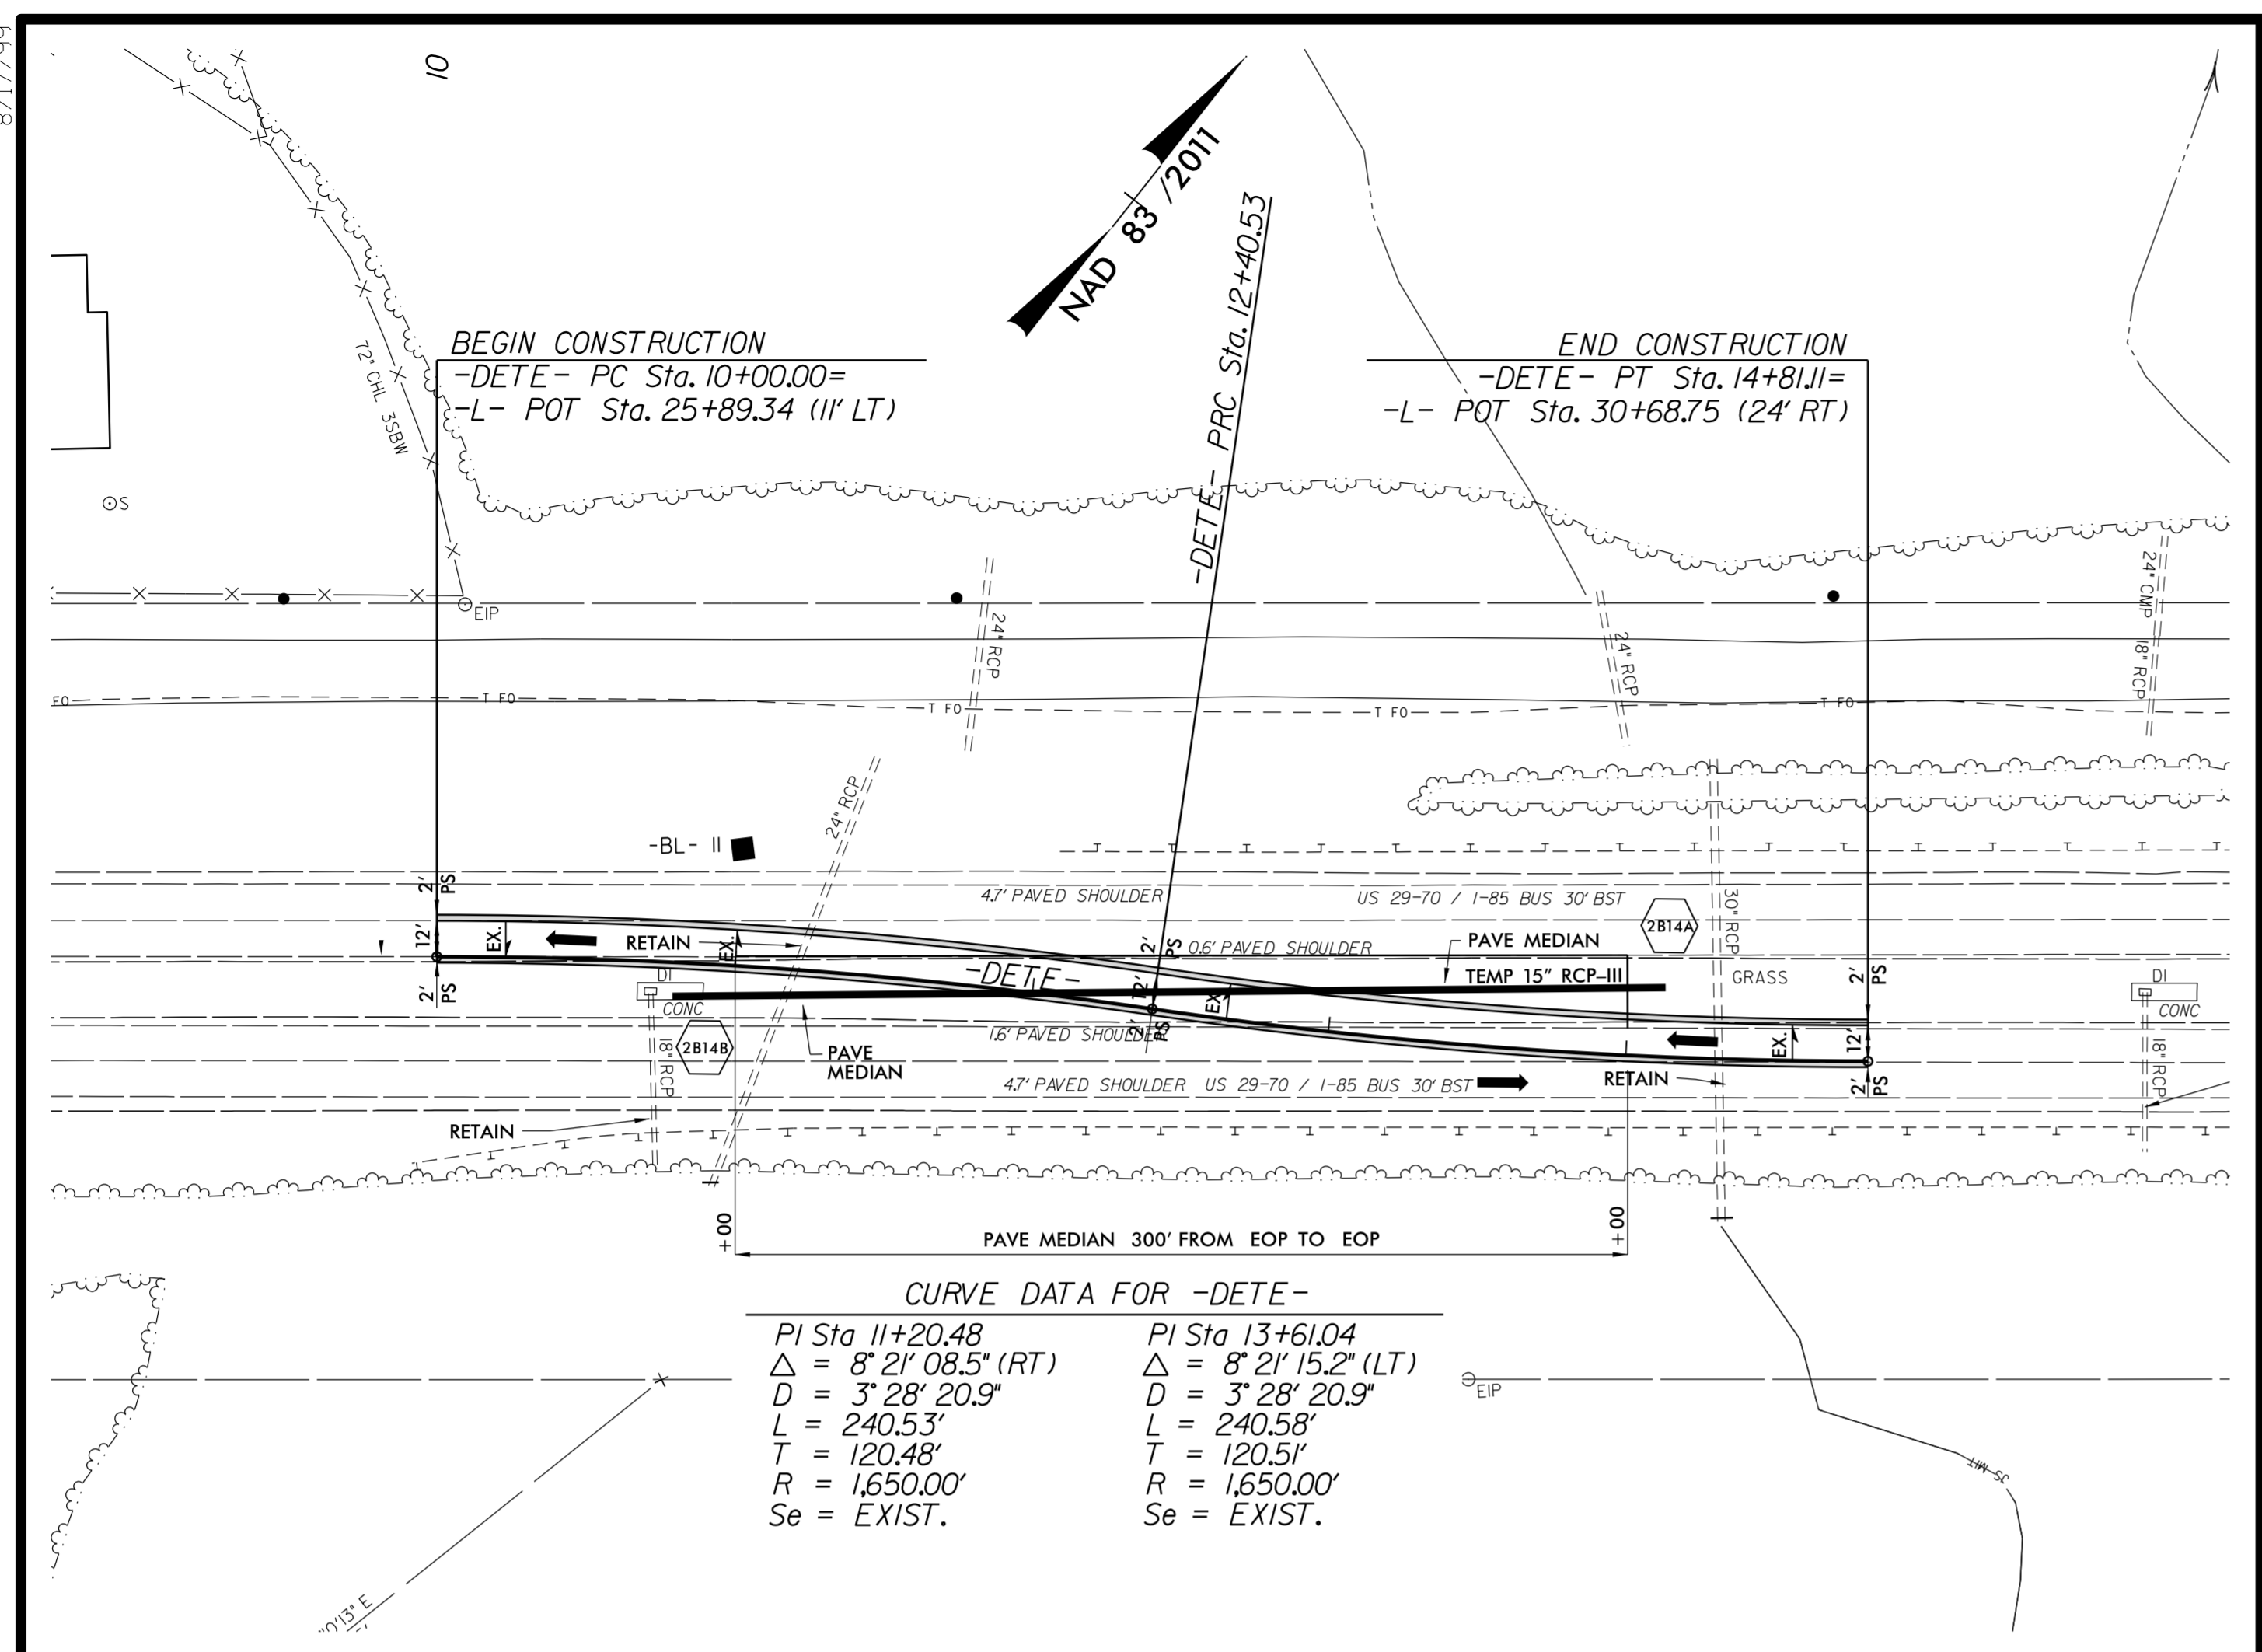 8/17/99
10
NAD 83 /2011
-DETE- PRC Sta. 12+40.53
BEGIN CONSTRUCTION
-DETE- PC Sta. 10+00.00=
-L- POT Sta. 25+89.34 (11' LT)
END CONSTRUCTION
-DETE- PT Sta. 14+81.11=
-L- POT Sta. 30+68.75 (24' RT)
72" CHL 3SBW
S
EIP
24" RCP
24" RCP
24" CMP
18" RCP
FO
T FO
T FO
T FO
T FO
24" RCP
-BL- 11
2'
PS
4.7' PAVED SHOULDER
US 29-70 / I-85 BUS 30' BST
2B14A
30" RCP
12'
EX.
RETAIN
EX.
2'
PS
0.6' PAVED SHOULDER
PAVE MEDIAN
-DETE-
TEMP 15" RCP-III
GRASS
2'
PS
2'
PS
DI
CONC
12'
EX.
DI
CONC
18" RCP
2B14B
1.6' PAVED SHOULDER
2'
PS
PAVE
MEDIAN
EX.
12'
4.7' PAVED SHOULDER US 29-70 / I-85 BUS 30' BST
RETAIN
2'
PS
18" RCP
RETAIN
+00
+00
PAVE MEDIAN 300' FROM EOP TO EOP
CURVE DATA FOR -DETE-
PI Sta 11+20.48
△ = 8° 21' 08.5" (RT)
D = 3° 28' 20.9"
L = 240.53'
T = 120.48'
R = 1,650.00'
Se = EXIST.
PI Sta 13+61.04
△ = 8° 21' 15.2" (LT)
D = 3° 28' 20.9"
L = 240.58'
T = 120.51'
R = 1,650.00'
Se = EXIST.
EIP
0'13" E